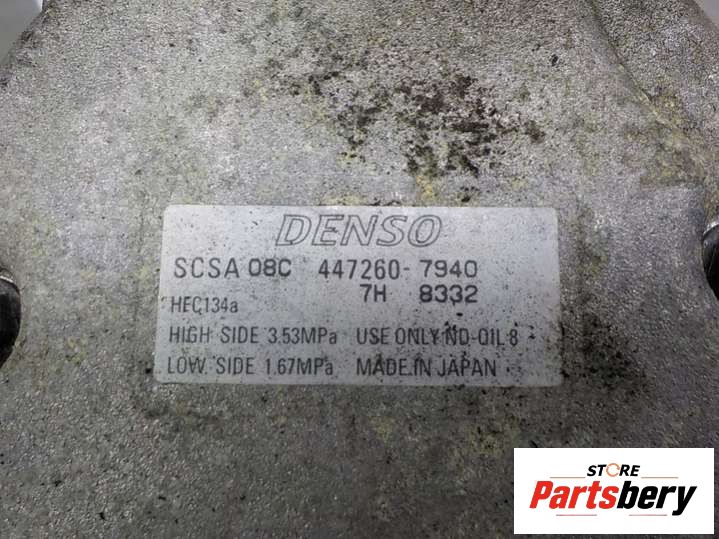 DENSO
SCSA 08C 447260-7940
7H 8332
HFC134a
HIGH SIDE 3.53MPa USE ONLY ND-OIL 8
LOW SIDE 1.67MPa MADE IN JAPAN
STORE
Partsbery